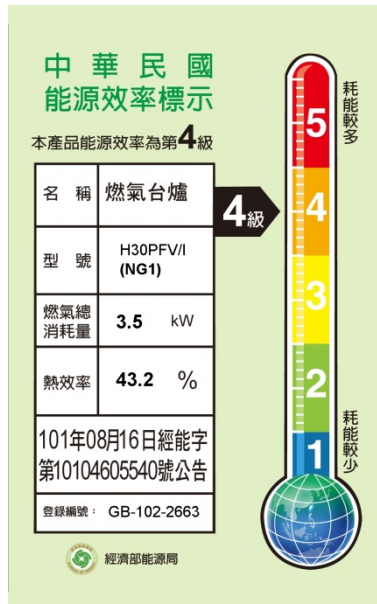 中華民國
能源效率標示
本產品能源效率為第4級
名 稱 燃氣台爐
型 號 H30PFV/I
(NG1)
燃氣總
消耗量 3.5 kW
熱效率 43.2 %
101年08月16日經能字
第10104605540號公告
登錄編號： GB-102-2663
經濟部能源局
4級
耗能較多
5
4
3
2
1
耗能較少